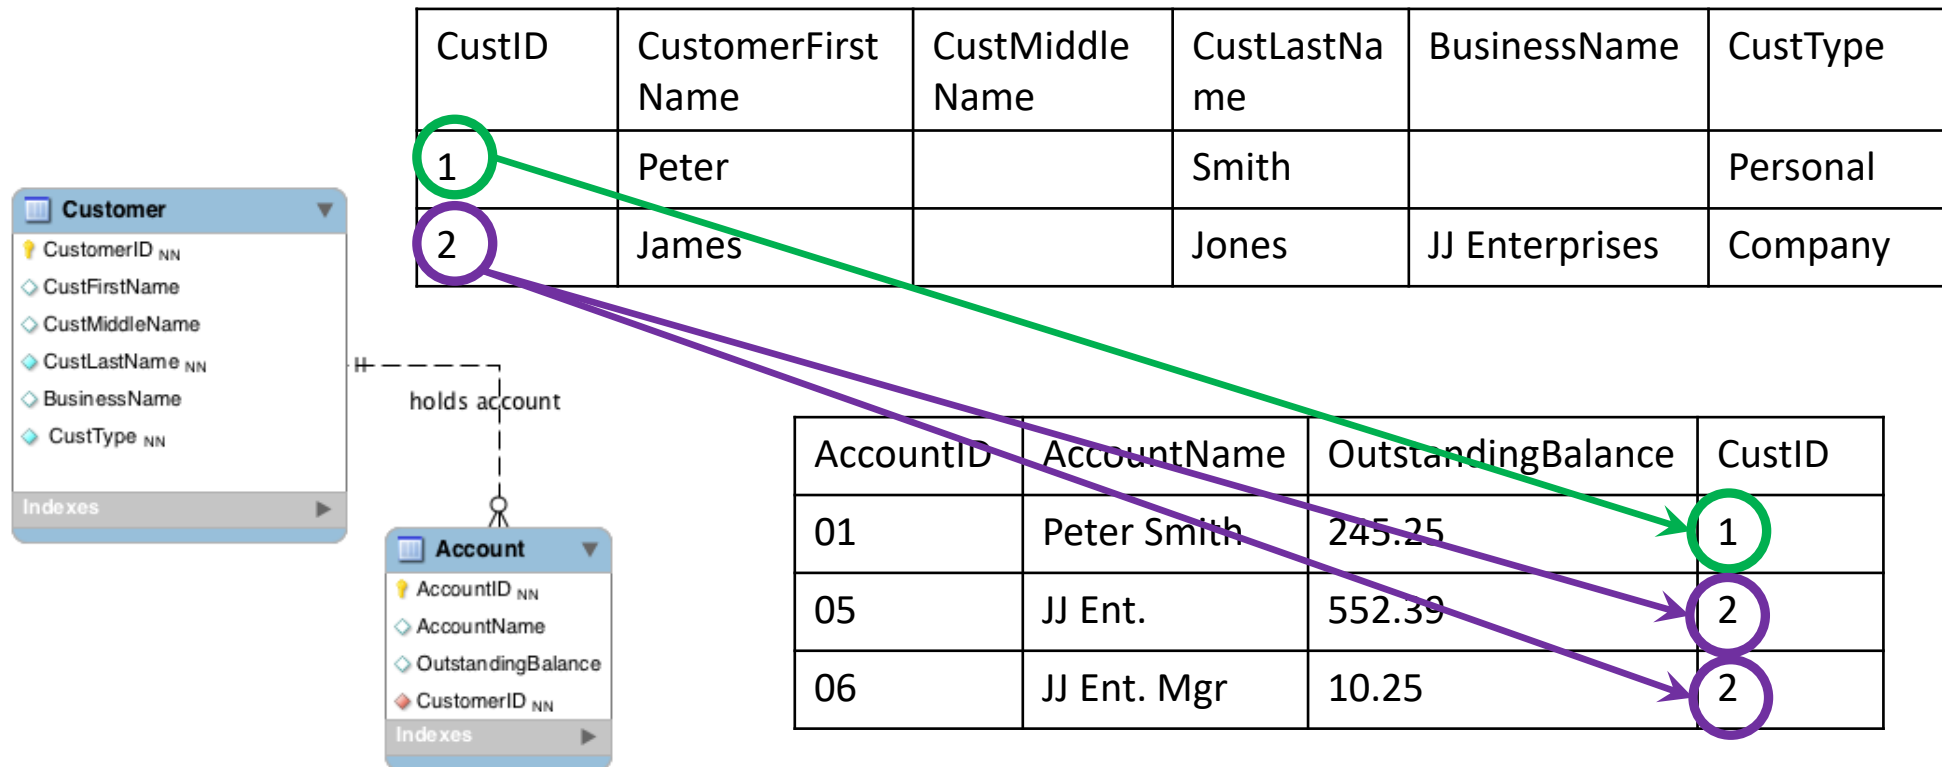 CustID CustomerFirst CustMiddle CustLastNa BusinessName CustType
Name Name me
1 Peter Smith Personal
2 James Jones JJ Enterprises Company
Customer
CustomerID NN
CustFirstName
CustMiddleName
CustLastName NN
BusinessName
CustType NN
Indexes
holds account
Account
AccountID NN
AccountName
OutstandingBalance
CustomerID NN
Indexes
AccountID AccountName OutstandingBalance CustID
01 Peter Smith 245.25 1
05 JJ Ent. 552.39 2
06 JJ Ent. Mgr 10.25 2